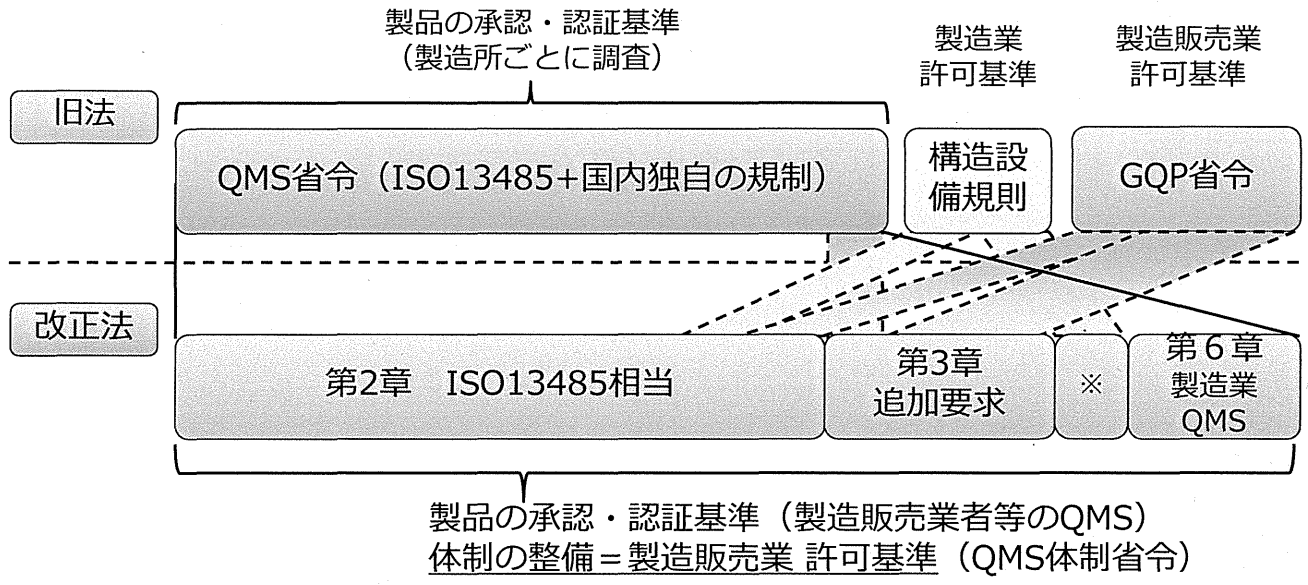 製品の承認・認証基準
（製造所ごとに調査）
製造業
許可基準
製造販売業
許可基準
旧法
QMS省令（ISO13485+国内独自の規制）
構造設
備規則
GQP省令
改正法
第2章　ISO13485相当
第3章
追加要求
※
第６章
製造業
QMS
製品の承認・認証基準（製造販売業者等のQMS）
体制の整備＝製造販売業 許可基準（QMS体制省令）